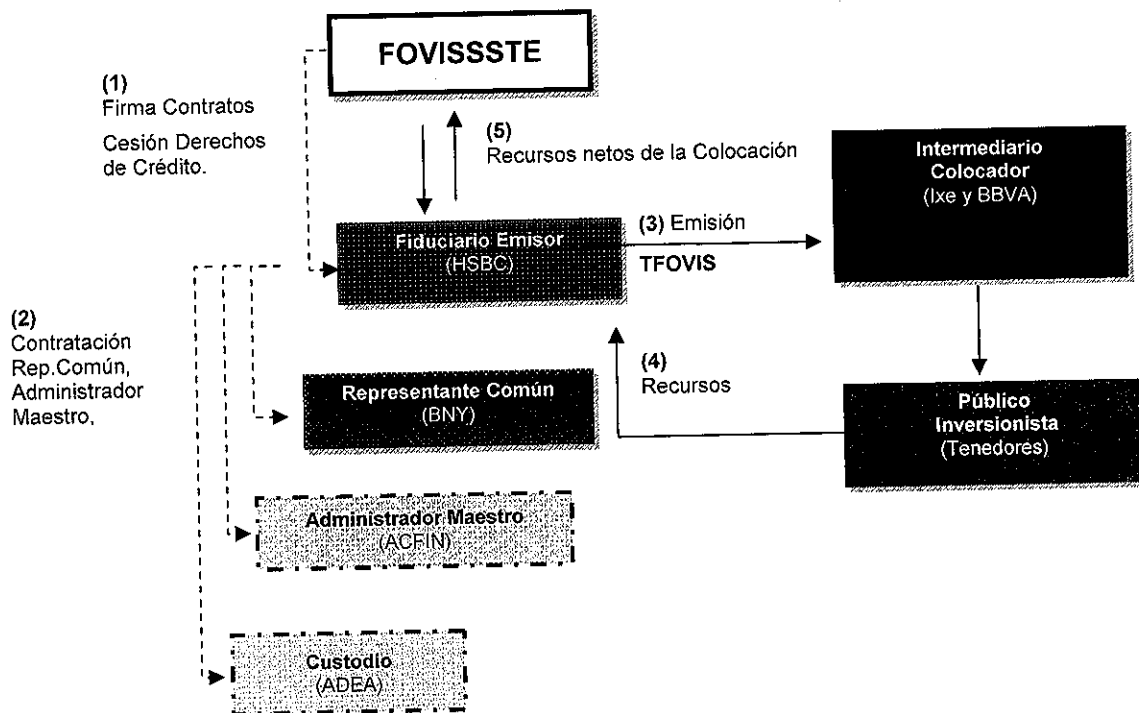 FOVISSSTE
(1)
Firma Contratos
Cesión Derechos
de Crédito.
(5)
Recursos netos de la Colocación
Intermediario
Colocador
(Ixe y BBVA)
Fiduciario Emisor
(HSBC)
(3) Emisión
TFOVIS
(2)
Contratación
Rep.Común,
Administrador
Maestro,
(4)
Recursos
Representante Común
(BNY)
Público
Inversionista
(Tenedores)
Administrador Maestro
(ACFIN)
Custodio
(ADEA)